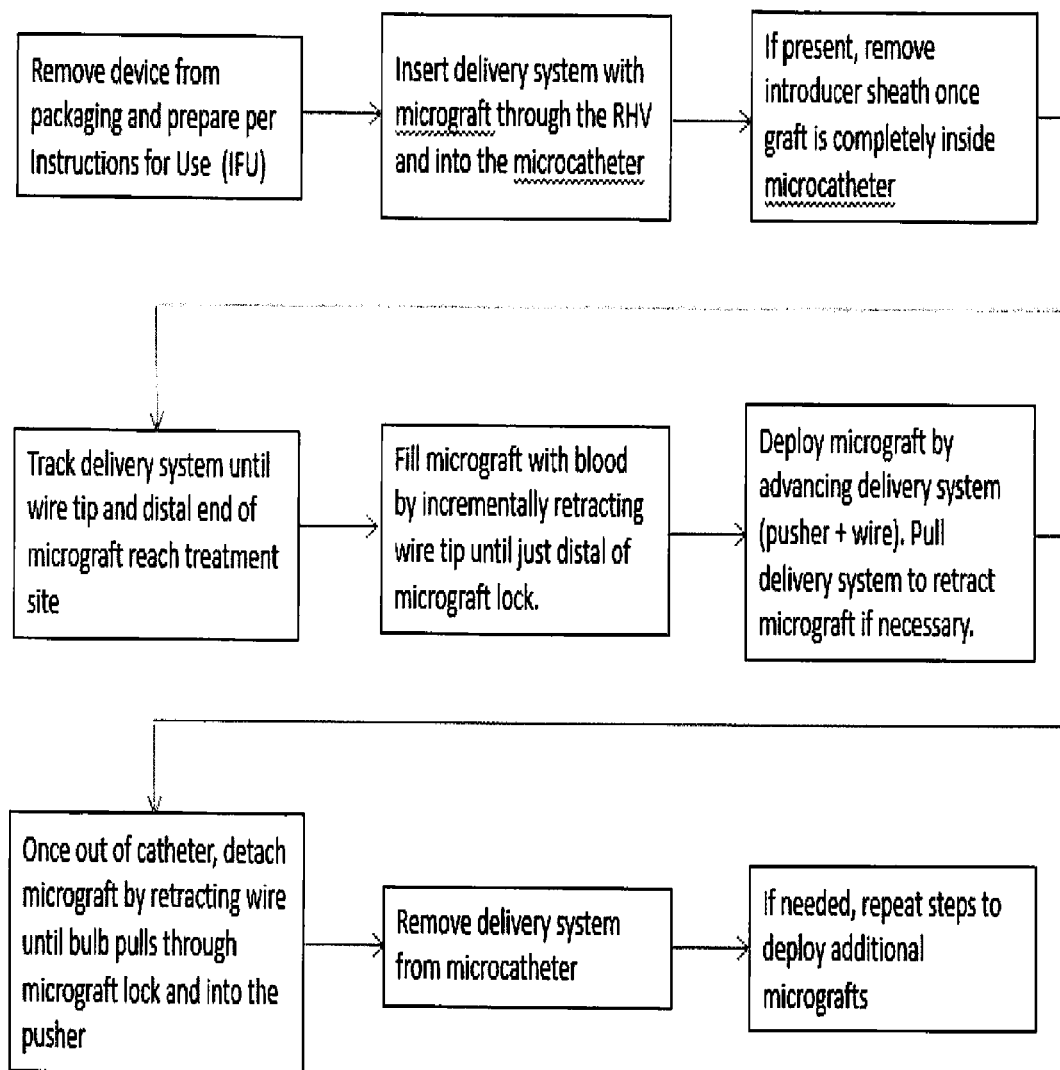 Remove device from
packaging and prepare per
Instructions for Use (IFU)
Insert delivery system with
micrograft through the RHV
and into the microcatheter
If present, remove
introducer sheath once
graft is completely inside
microcatheter
Track delivery system until
wire tip and distal end of
micrograft reach treatment
site
Fill micrograft with blood
by incrementally retracting
wire tip until just distal of
micrograft lock.
Deploy micrograft by
advancing delivery system
(pusher + wire). Pull
delivery system to retract
micrograft if necessary.
Once out of catheter, detach
micrograft by retracting wire
until bulb pulls through
micrograft lock and into the
pusher
Remove delivery system
from microcatheter
If needed, repeat steps to
deploy additional
micrografts